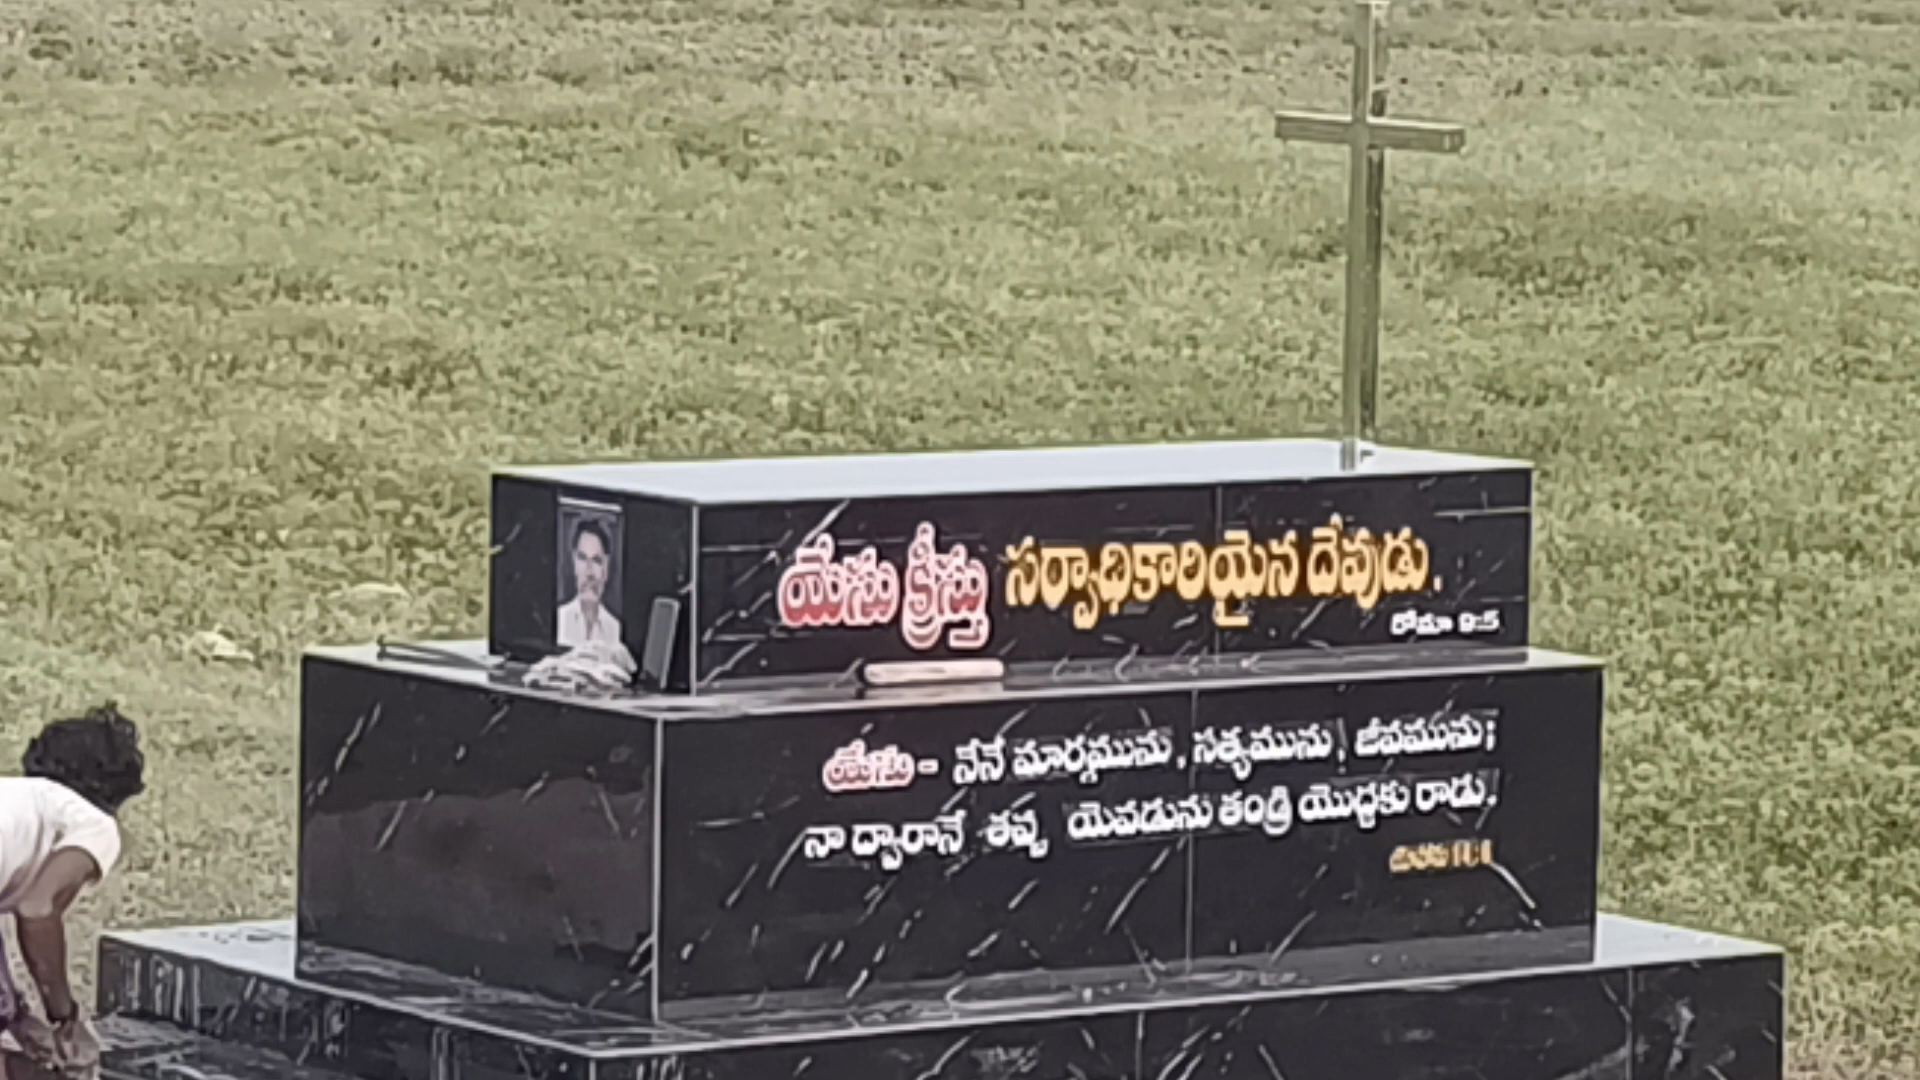 యేసు క్రీస్తు సర్వాధికారియైన దేవుడు.
రోమా 9:5
యేసు - నేనే మార్గమును, సత్యమును, జీవమును;
నా ద్వారానే తప్ప యెవడును తండ్రి యొద్దకు రాడు.